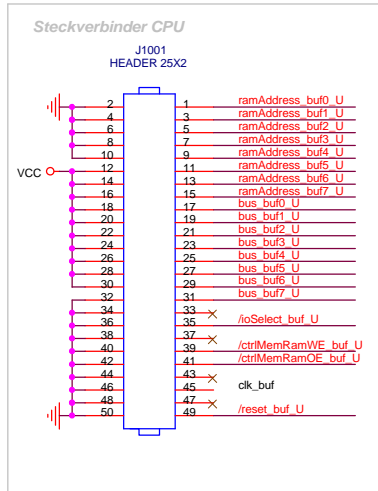 Steckverbinder CPU
J1001
HEADER 25X2
2 1 ramAddress_buf0_U
4 3 ramAddress_buf1_U
6 5 ramAddress_buf2_U
8 7 ramAddress_buf3_U
10 9 ramAddress_buf4_U
VCC 12 11 ramAddress_buf5_U
14 13 ramAddress_buf6_U
16 15 ramAddress_buf7_U
18 17 bus_buf0_U
20 19 bus_buf1_U
22 21 bus_buf2_U
24 23 bus_buf3_U
26 25 bus_buf4_U
28 27 bus_buf5_U
30 29 bus_buf6_U
32 31 bus_buf7_U
34 33
36 35 /ioSelect_buf_U
38 37
40 39 /ctrlMemRamWE_buf_U
42 41 /ctrlMemRamOE_buf_U
44 43
46 45 clk_buf
48 47
50 49 /reset_buf_U